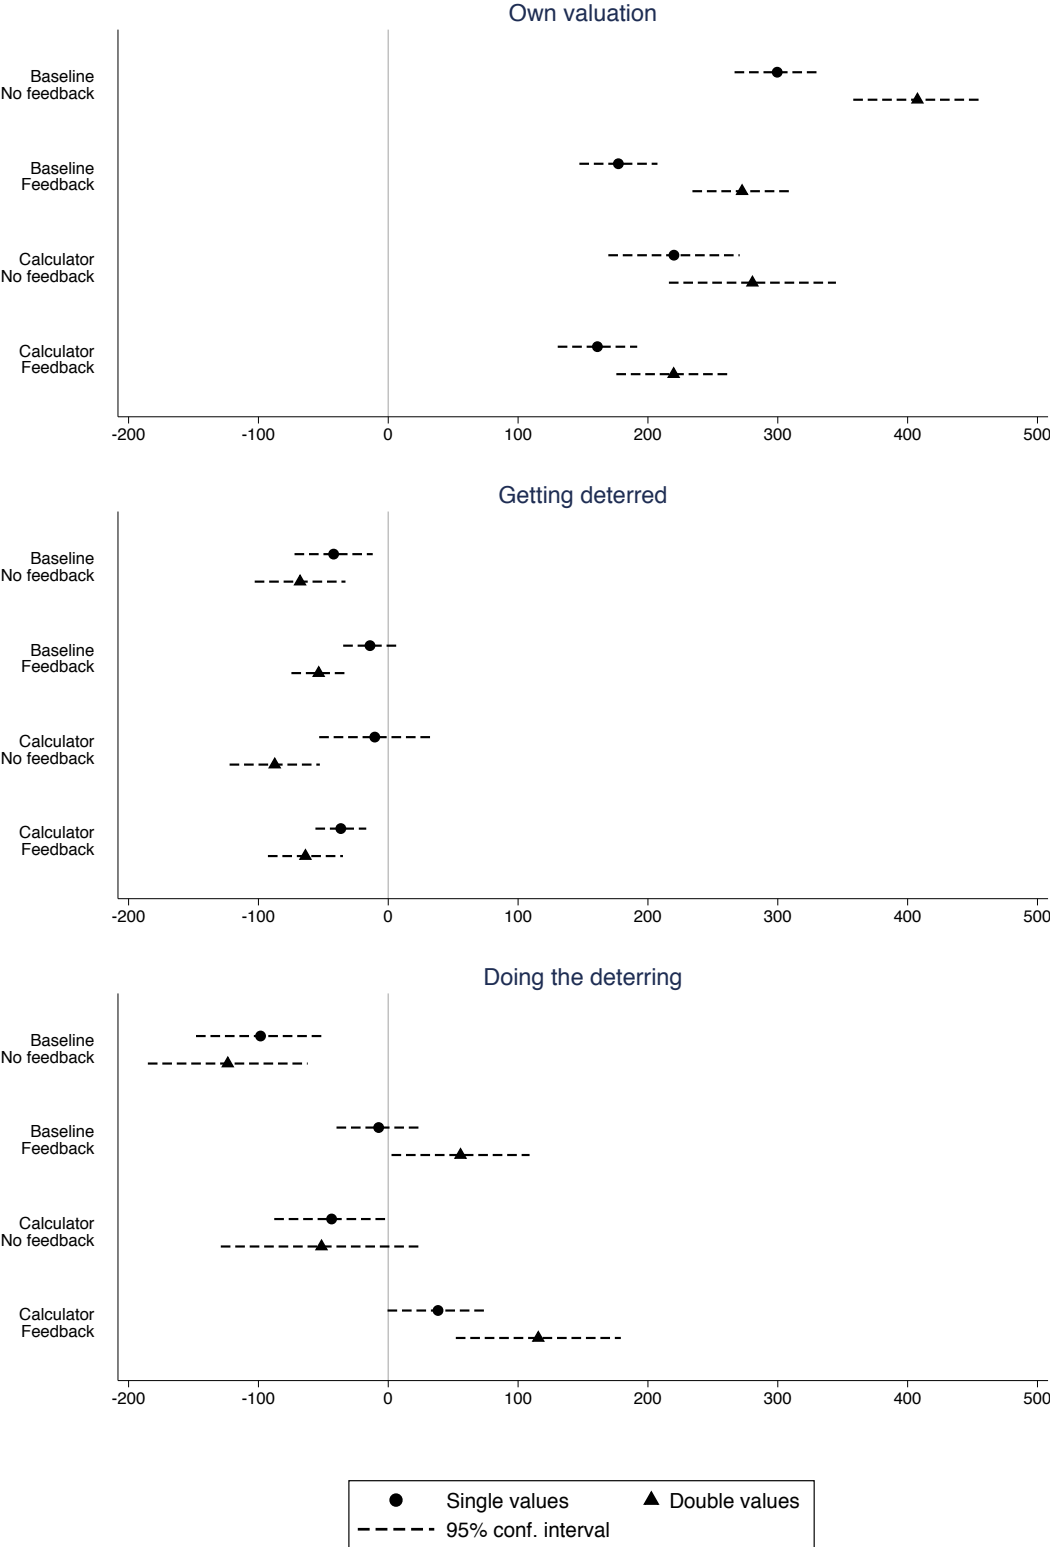 Own valuation
Baseline
No feedback
Baseline
Feedback
Calculator
No feedback
Calculator
Feedback
-200 -100 0 100 200 300 400 500
Getting deterred
Baseline
No feedback
Baseline
Feedback
Calculator
No feedback
Calculator
Feedback
-200 -100 0 100 200 300 400 500
Doing the deterring
Baseline
No feedback
Baseline
Feedback
Calculator
No feedback
Calculator
Feedback
-200 -100 0 100 200 300 400 500
Single values Double values
95% conf. interval